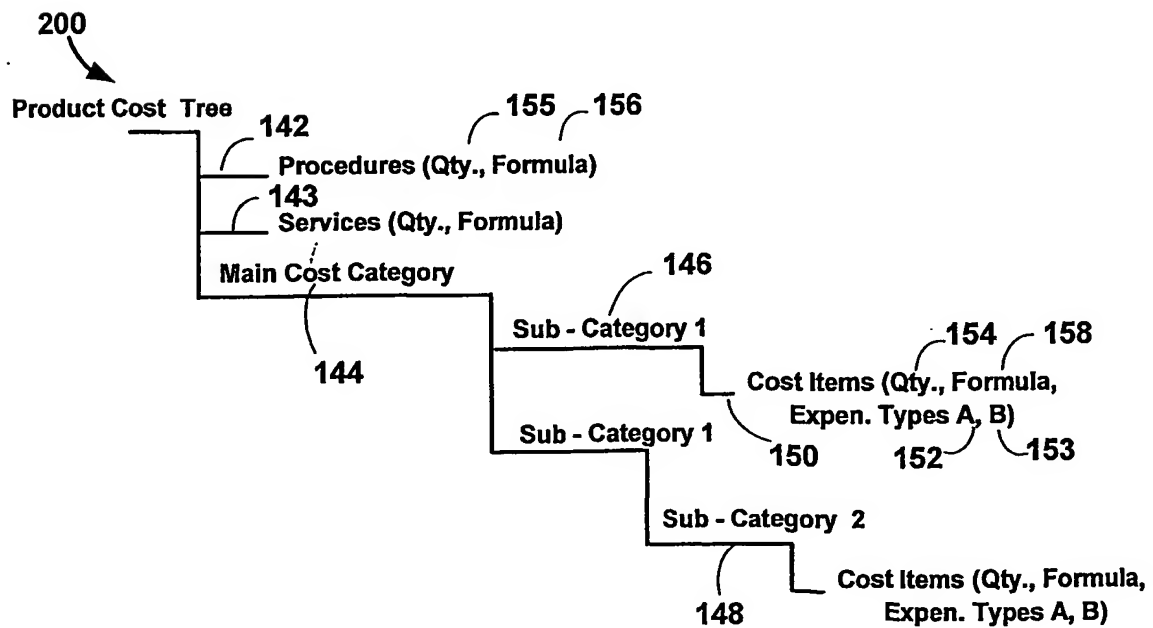 200
Product Cost Tree
155 156
142
Procedures (Qty., Formula)
143
Services (Qty., Formula)
Main Cost Category
146
Sub - Category 1
144
154 158
Cost Items (Qty., Formula,
Expen. Types A, B)
Sub - Category 1
150 152 153
Sub - Category 2
148
Cost Items (Qty., Formula,
Expen. Types A, B)